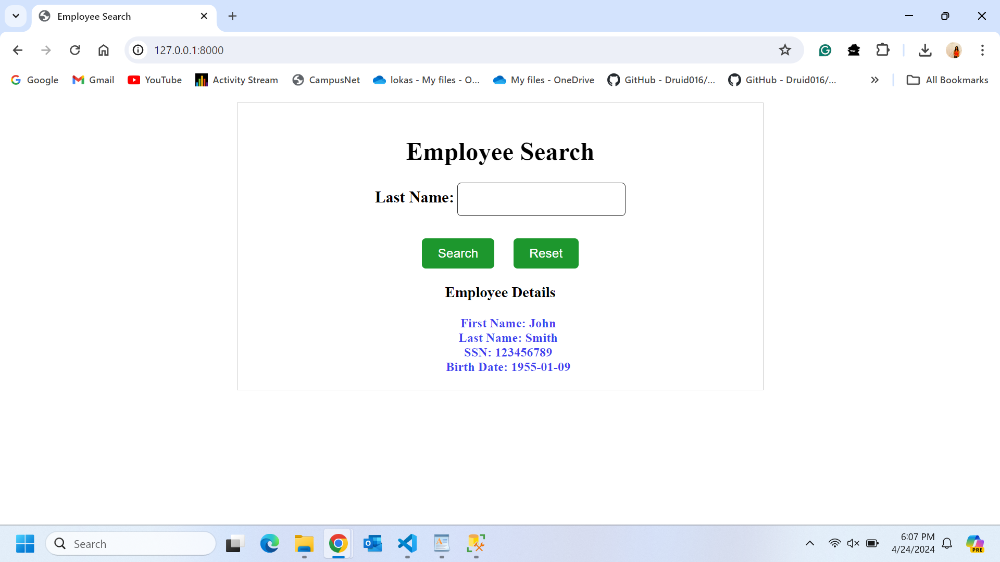 Employee Search
127.0.0.1:8000
Google
Gmail
YouTube
Activity Stream
CampusNet
lokas - My files - O...
My files - OneDrive
GitHub - Druid016/...
GitHub - Druid016/...
All Bookmarks
Employee Search
Last Name:
Search Reset
Employee Details
First Name: John
Last Name: Smith
SSN: 123456789
Birth Date: 1955-01-09
Search
6:07 PM
4/24/2024
PRE